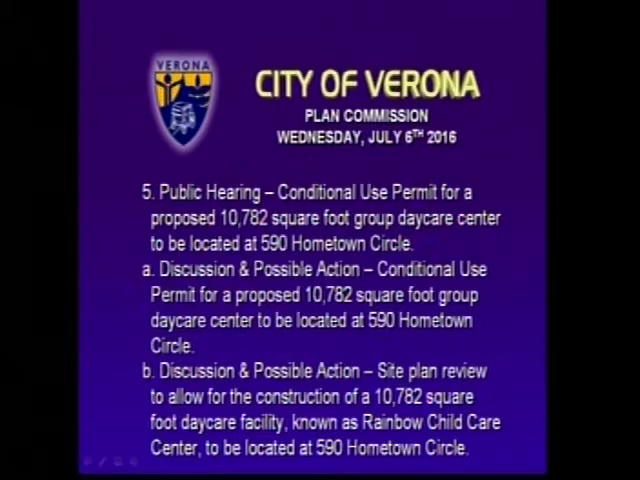 VERONA
CITY OF VERONA
PLAN COMMISSION
WEDNESDAY, JULY 6TH 2016
5. Public Hearing – Conditional Use Permit for a
proposed 10,782 square foot group daycare center
to be located at 590 Hometown Circle.
a. Discussion & Possible Action – Conditional Use
Permit for a proposed 10,782 square foot group
daycare center to be located at 590 Hometown
Circle.
b. Discussion & Possible Action – Site plan review
to allow for the construction of a 10,782 square
foot daycare facility, known as Rainbow Child Care
Center, to be located at 590 Hometown Circle.